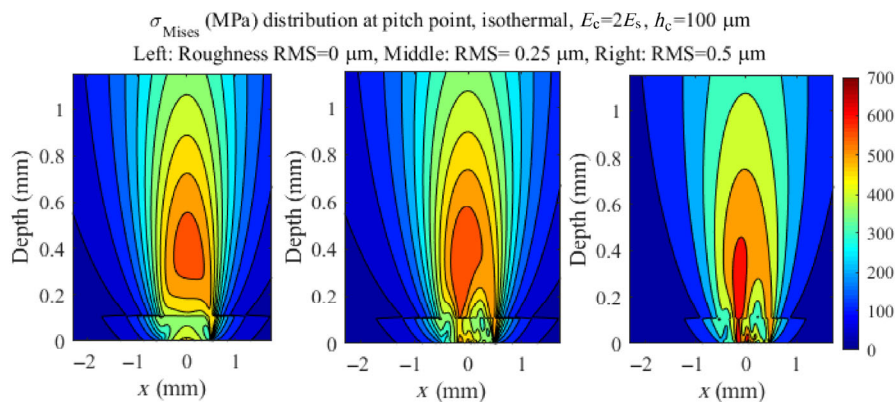 σMises (MPa) distribution at pitch point, isothermal, Ec=2Es, hc=100 μm
Left: Roughness RMS=0 μm, Middle: RMS= 0.25 μm, Right: RMS=0.5 μm
Depth (mm)
1
0.8
0.6
0.4
0.2
0
−2 −1 0 1
x (mm)
Depth (mm)
1
0.8
0.6
0.4
0.2
0
−2 −1 0 1
x (mm)
Depth (mm)
1
0.8
0.6
0.4
0.2
0
−2 −1 0 1
x (mm)
700
600
500
400
300
200
100
0